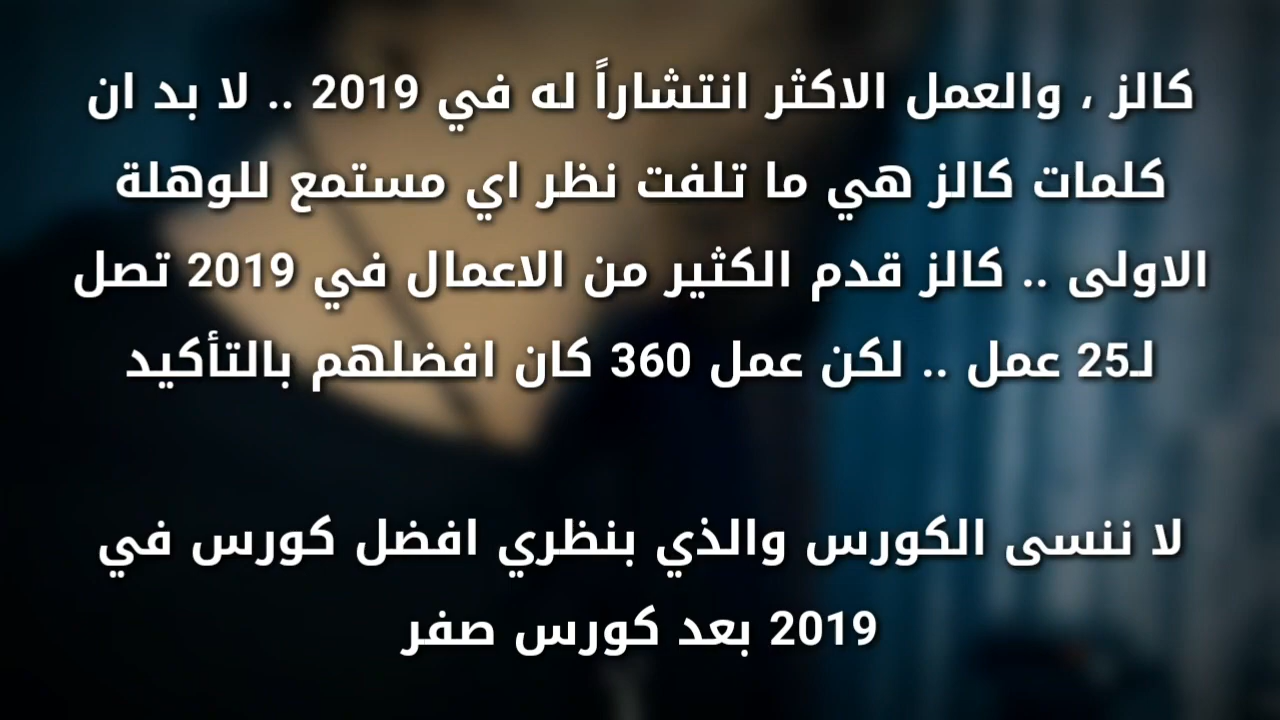 كالز ، والعمل الاكثر انتشاراً له في 2019 .. لا بد ان
كلمات كالز هي ما تلفت نظر اي مستمع للوهلة
الاولى .. كالز قدم الكثير من الاعمال في 2019 تصل
لـ25 عمل .. لكن عمل 360 كان افضلهم بالتأكيد
لا ننسى الكورس والذي بنظري افضل كورس في
2019 بعد كورس صفر